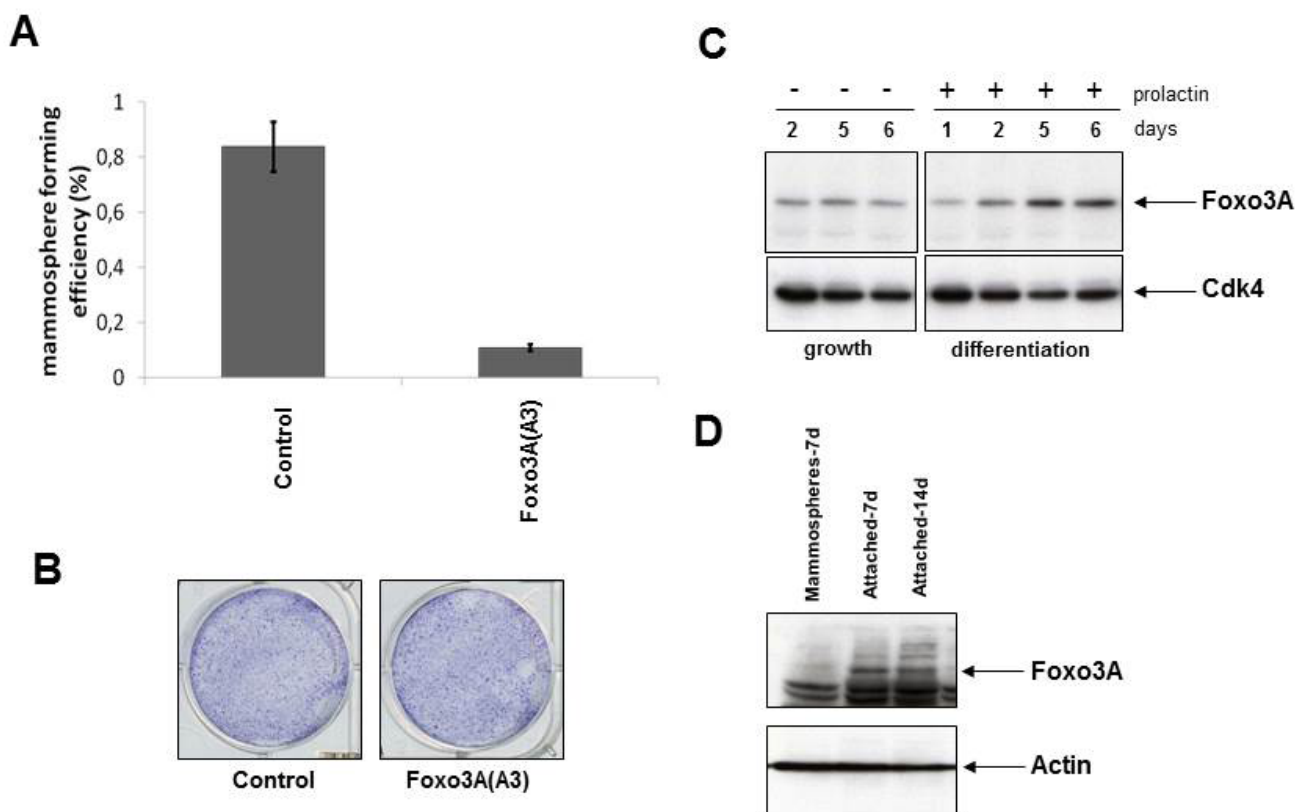 A
mammosphere forming
efficiency (%)
1
0,8
0,6
0,4
0,2
0
Control
Foxo3A(A3)
B
Control
Foxo3A(A3)
C
- - - + + + + prolactin
2 5 6 1 2 5 6 days
Foxo3A
Cdk4
growth
differentiation
D
Mammospheres-7d
Attached-7d
Attached-14d
Foxo3A
Actin